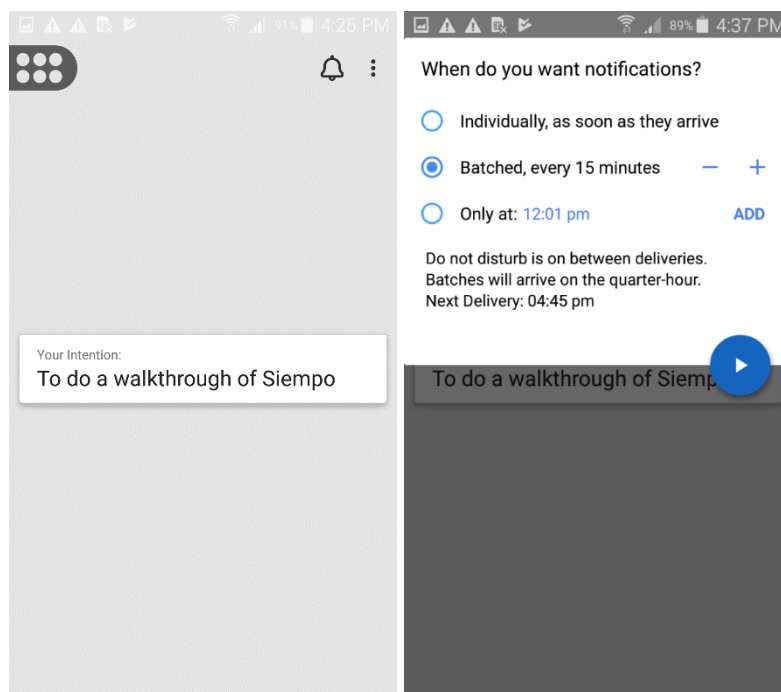 91% 4:25 PM
Your Intention:
To do a walkthrough of Siempo
89% 4:37 PM
When do you want notifications?
Individually, as soon as they arrive
Batched, every 15 minutes − +
Only at: 12:01 pm ADD
Do not disturb is on between deliveries.
Batches will arrive on the quarter-hour.
Next Delivery: 04:45 pm
To do a walkthrough of Siemp